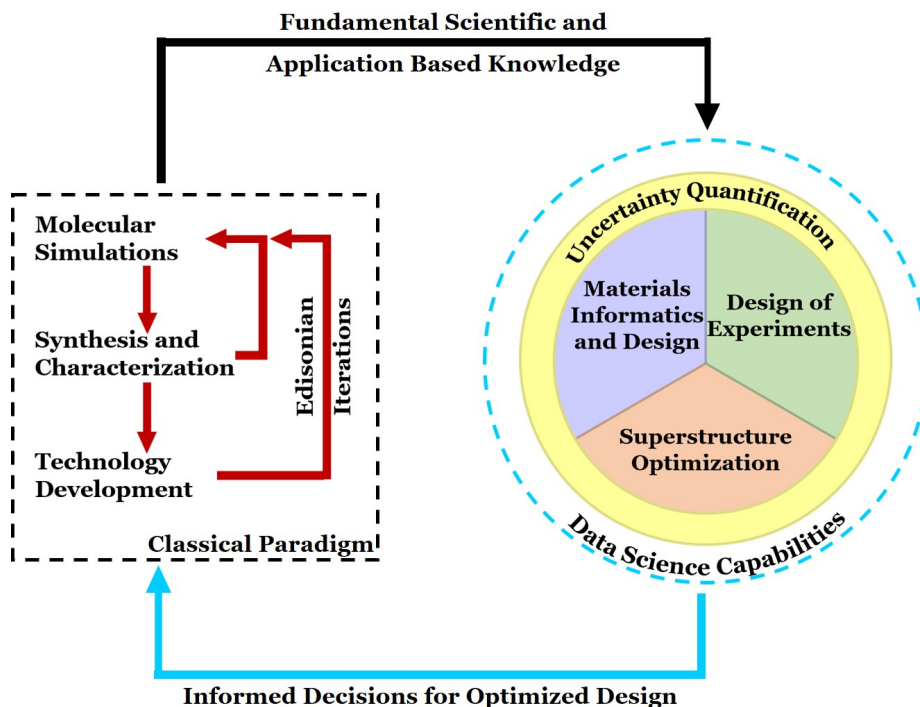 Fundamental Scientific and
Application Based Knowledge
Molecular
Simulations
Synthesis and
Characterization
Technology
Development
Edisonian
Iterations
Classical Paradigm
Uncertainty Quantification
Materials
Informatics
and Design
Design of
Experiments
Superstructure
Optimization
Data Science Capabilities
Informed Decisions for Optimized Design